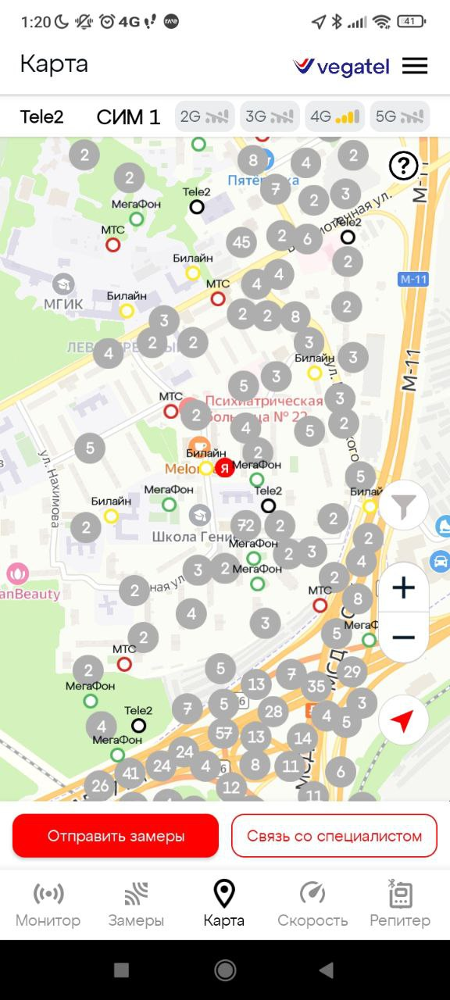 1:20
4G
41
Карта
vegatel
Tele2
СИМ 1
2G
3G
4G
5G
2
8
4
2
2
Пятёрочка
7
3
2
М-11
Tele2
МегаФон
МТС
45
2
6
Tele2
Билайн
2
4
4
М-11
МГИК
МТС
Билайн
2
2
8
2
3
2
2
3
4
Билайн
3
М-11
3
5
МТС
Психиатрическая
больница № 22
3
2
4
5
2
5
2
Билайн
Я
МегаФон
5
ул. Нахимова
МегаФон
Tele2
Билайн
Билай
72
2
2
2
Школа Гени
2
МегаФон
2
3
4
3
2
МегаФон
2
2
ная ул
anBeauty
8
МТС
4
3
5
МегаФ
2
МТС
2
5
7
29
13
35
МегаФон
7
5
28
3
4
5
Tele2
4
57
13
14
МегаФон
24
24
4
6
8
11
6
41
26
12
11
Отправить замеры
Связь со специалистом
Монитор
Замеры
Карта
Скорость
Репитер